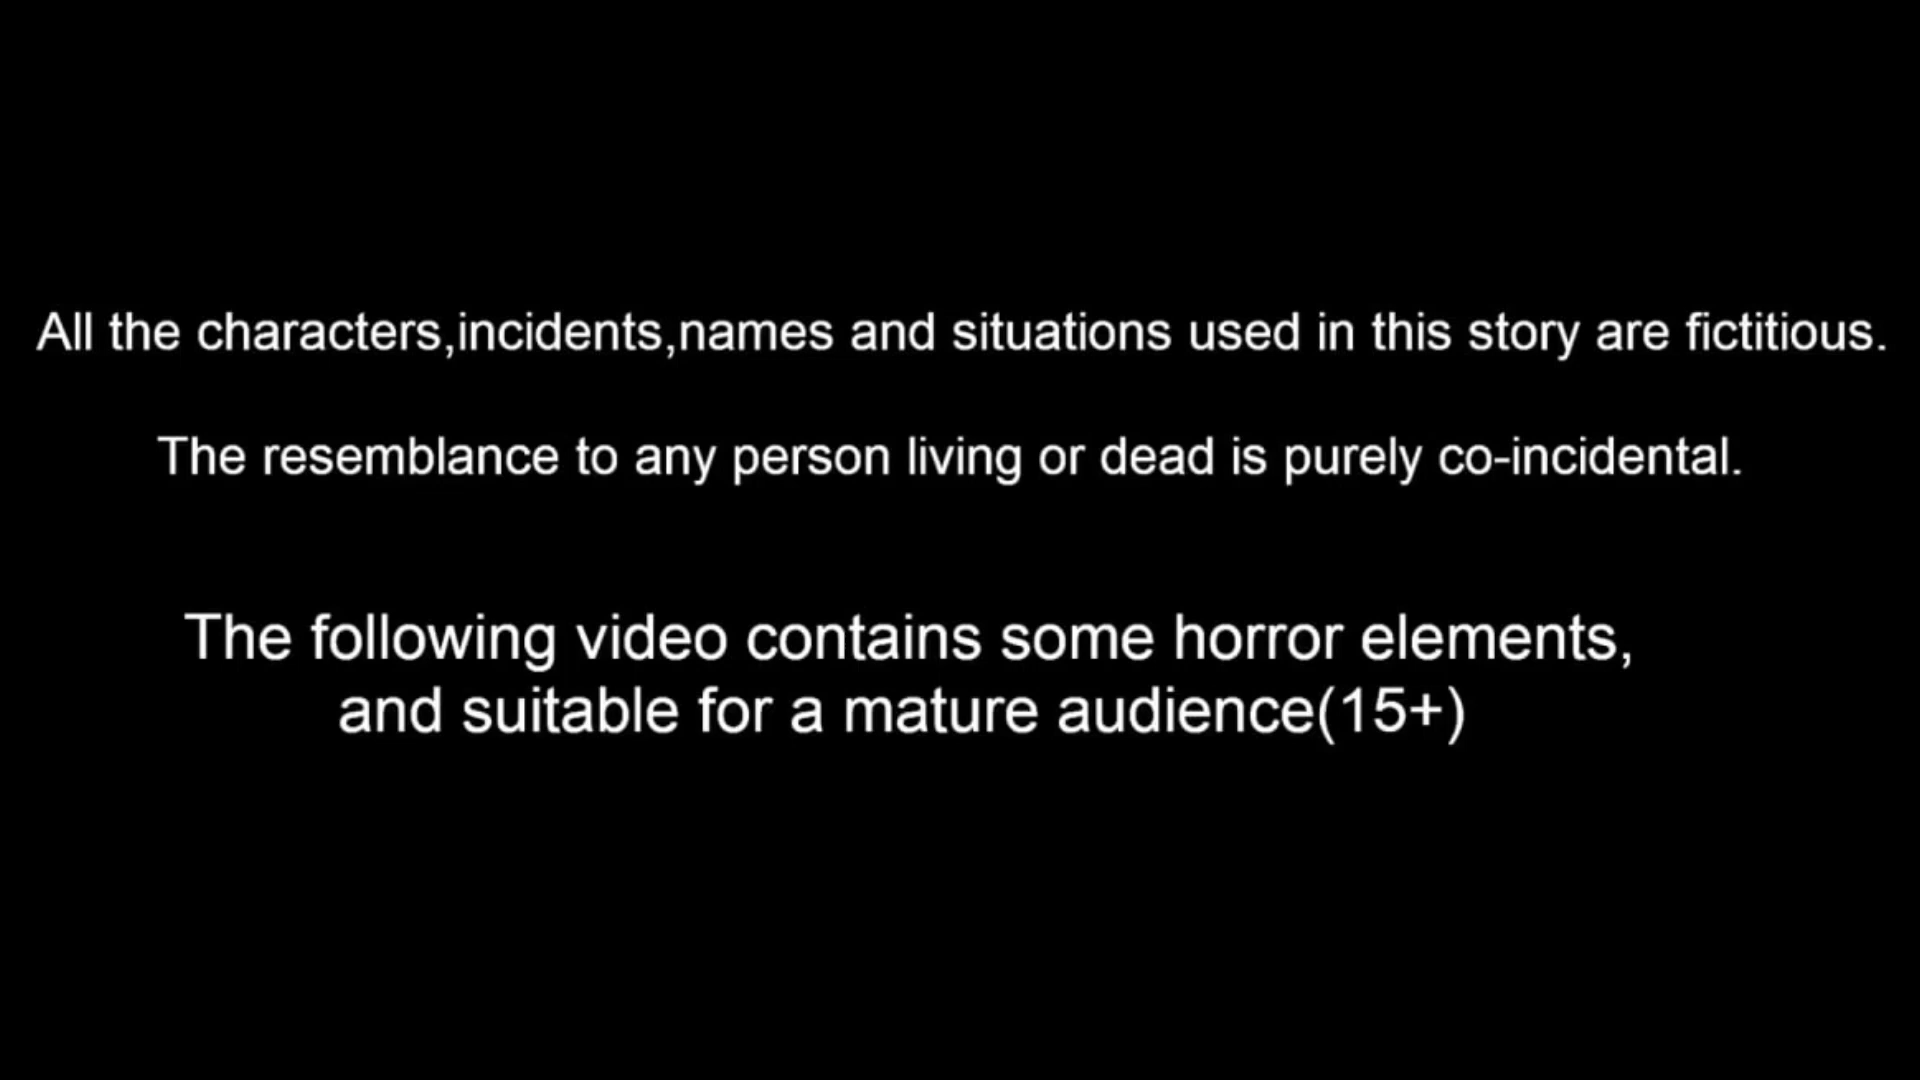 All the characters,incidents,names and situations used in this story are fictitious.
The resemblance to any person living or dead is purely co-incidental.
The following video contains some horror elements,
and suitable for a mature audience(15+)